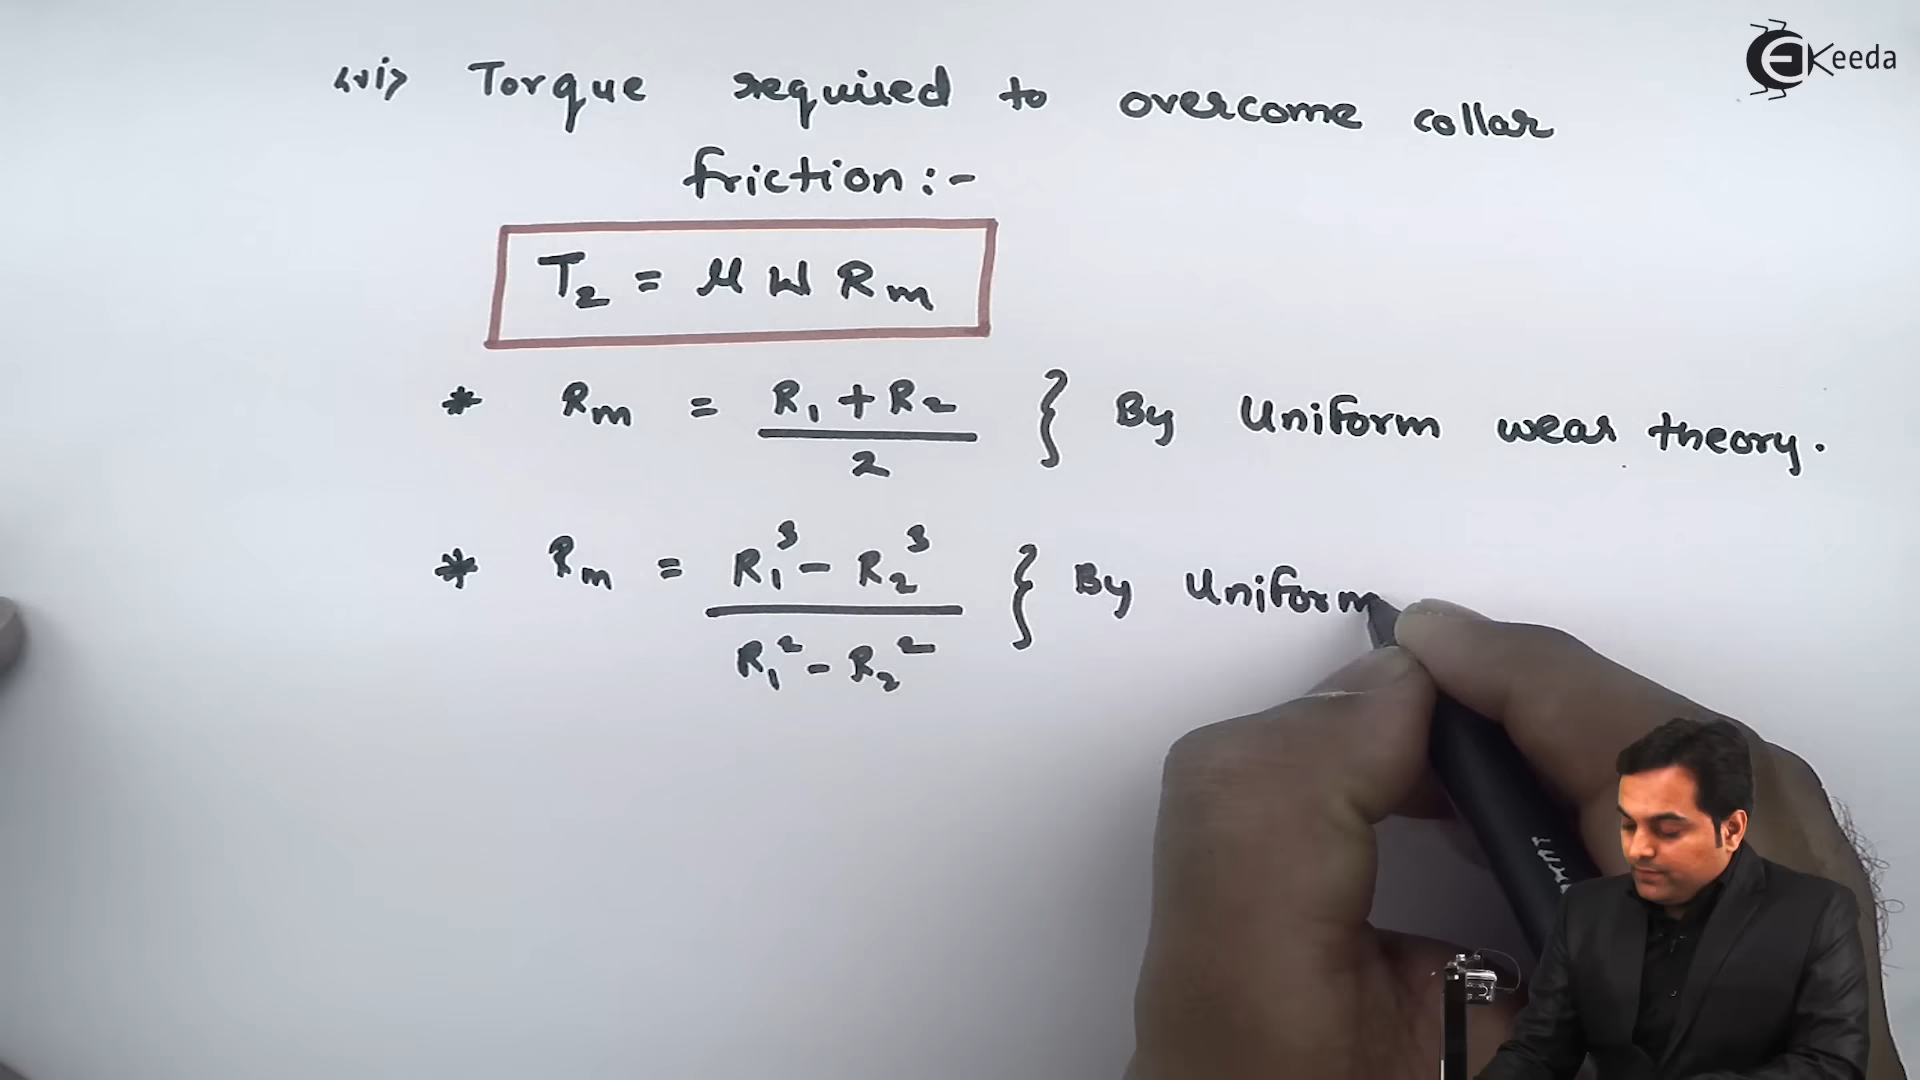 EKeeda
(vi) Torque required to overcome collar
friction :-
T₂ = μ W Rm
* Rm = (R₁ + R₂) / 2 } By Uniform wear theory.
* Rm = (R₁³ - R₂³) / (R₁² - R₂²) } By Uniform